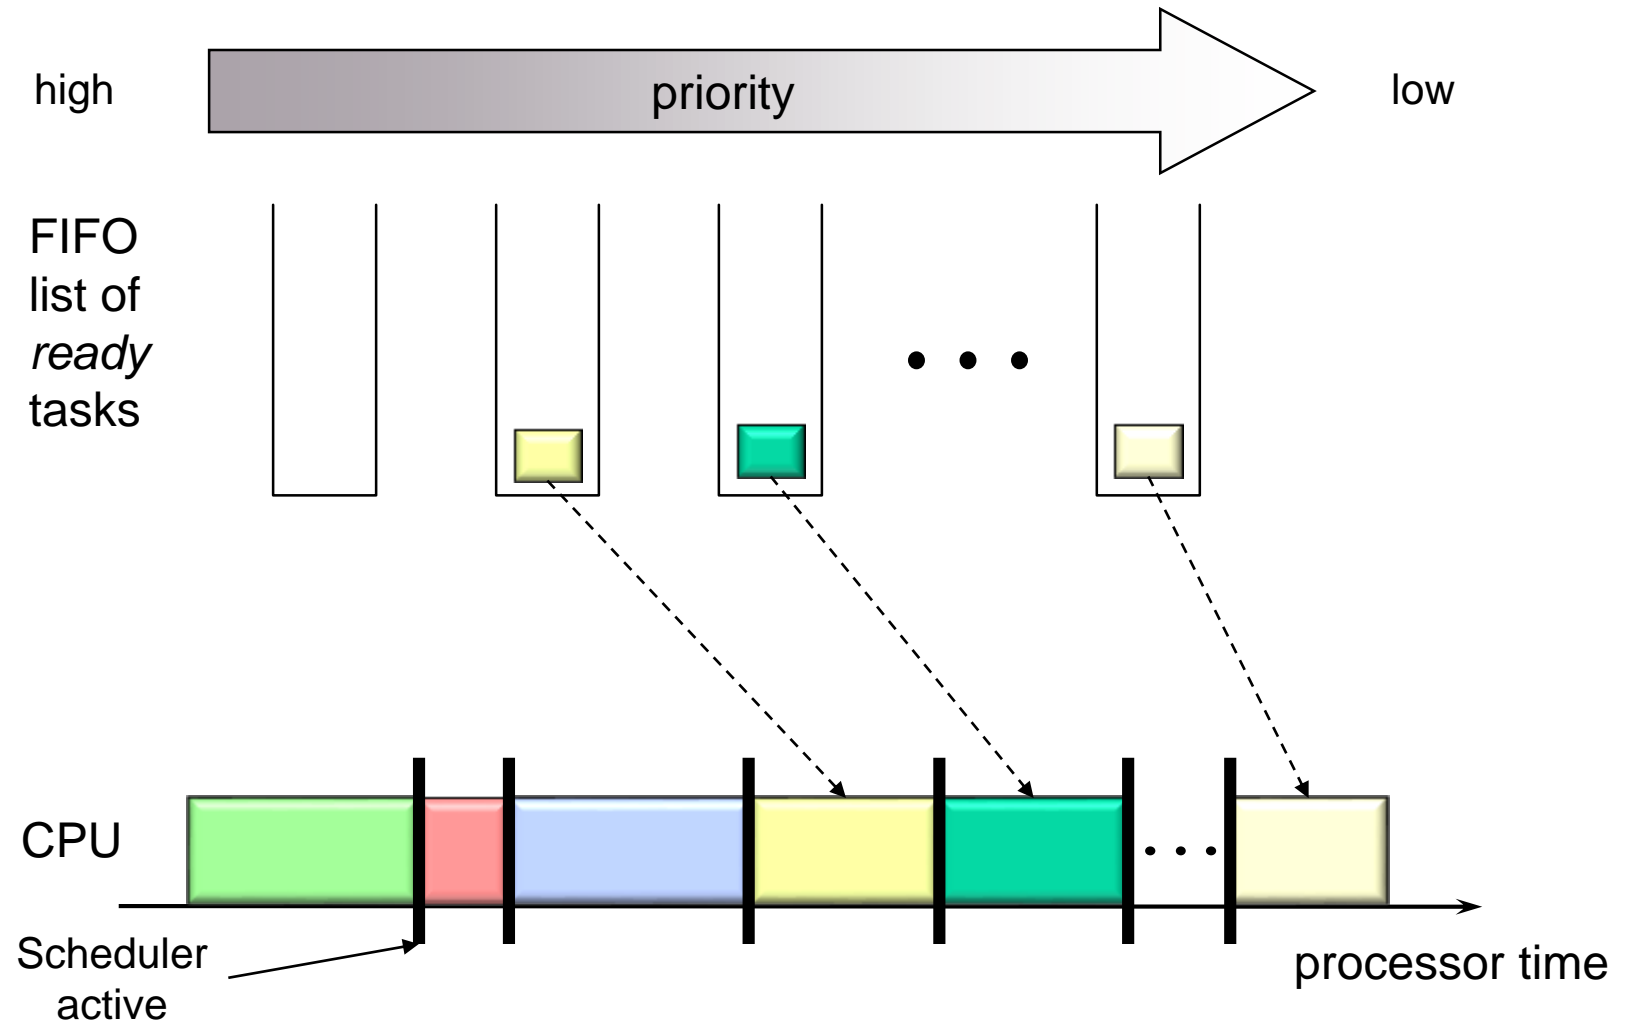 high
priority
low
FIFO
list of
ready
tasks
• • •
CPU
. . .
Scheduler
active
processor time